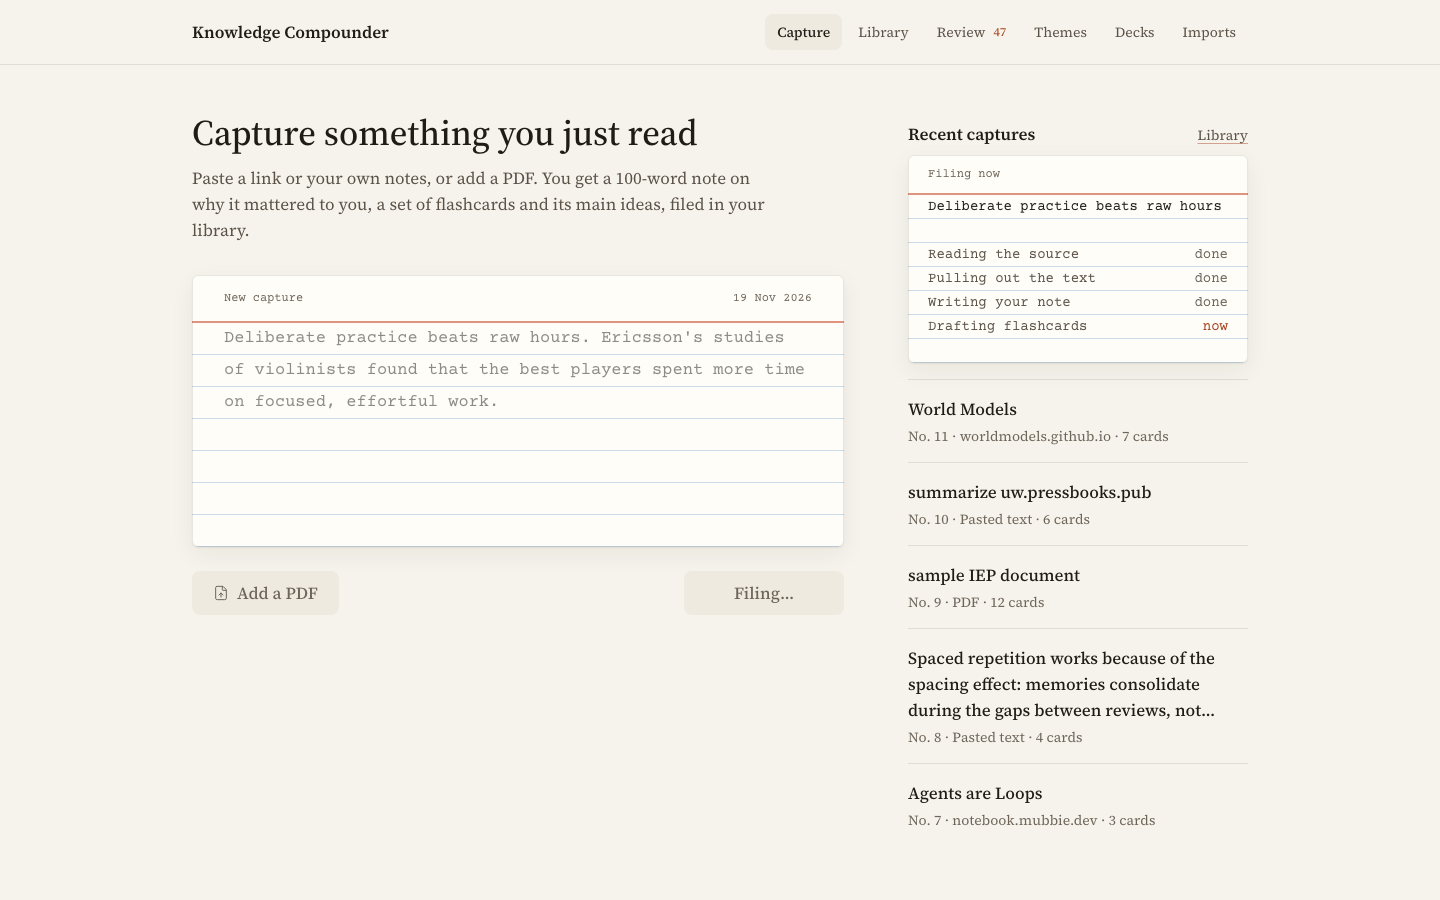 Knowledge Compounder
Capture
Library
Review 47
Themes
Decks
Imports
Capture something you just read
Paste a link or your own notes, or add a PDF. You get a 100-word note on
why it mattered to you, a set of flashcards and its main ideas, filed in your
library.
New capture
19 Nov 2026
Deliberate practice beats raw hours. Ericsson's studies
of violinists found that the best players spent more time
on focused, effortful work.
Add a PDF
Filing…
Recent captures
Library
Filing now
Deliberate practice beats raw hours
Reading the source done
Pulling out the text done
Writing your note done
Drafting flashcards now
World Models
No. 11 · worldmodels.github.io · 7 cards
summarize uw.pressbooks.pub
No. 10 · Pasted text · 6 cards
sample IEP document
No. 9 · PDF · 12 cards
Spaced repetition works because of the
spacing effect: memories consolidate
during the gaps between reviews, not…
No. 8 · Pasted text · 4 cards
Agents are Loops
No. 7 · notebook.mubbie.dev · 3 cards